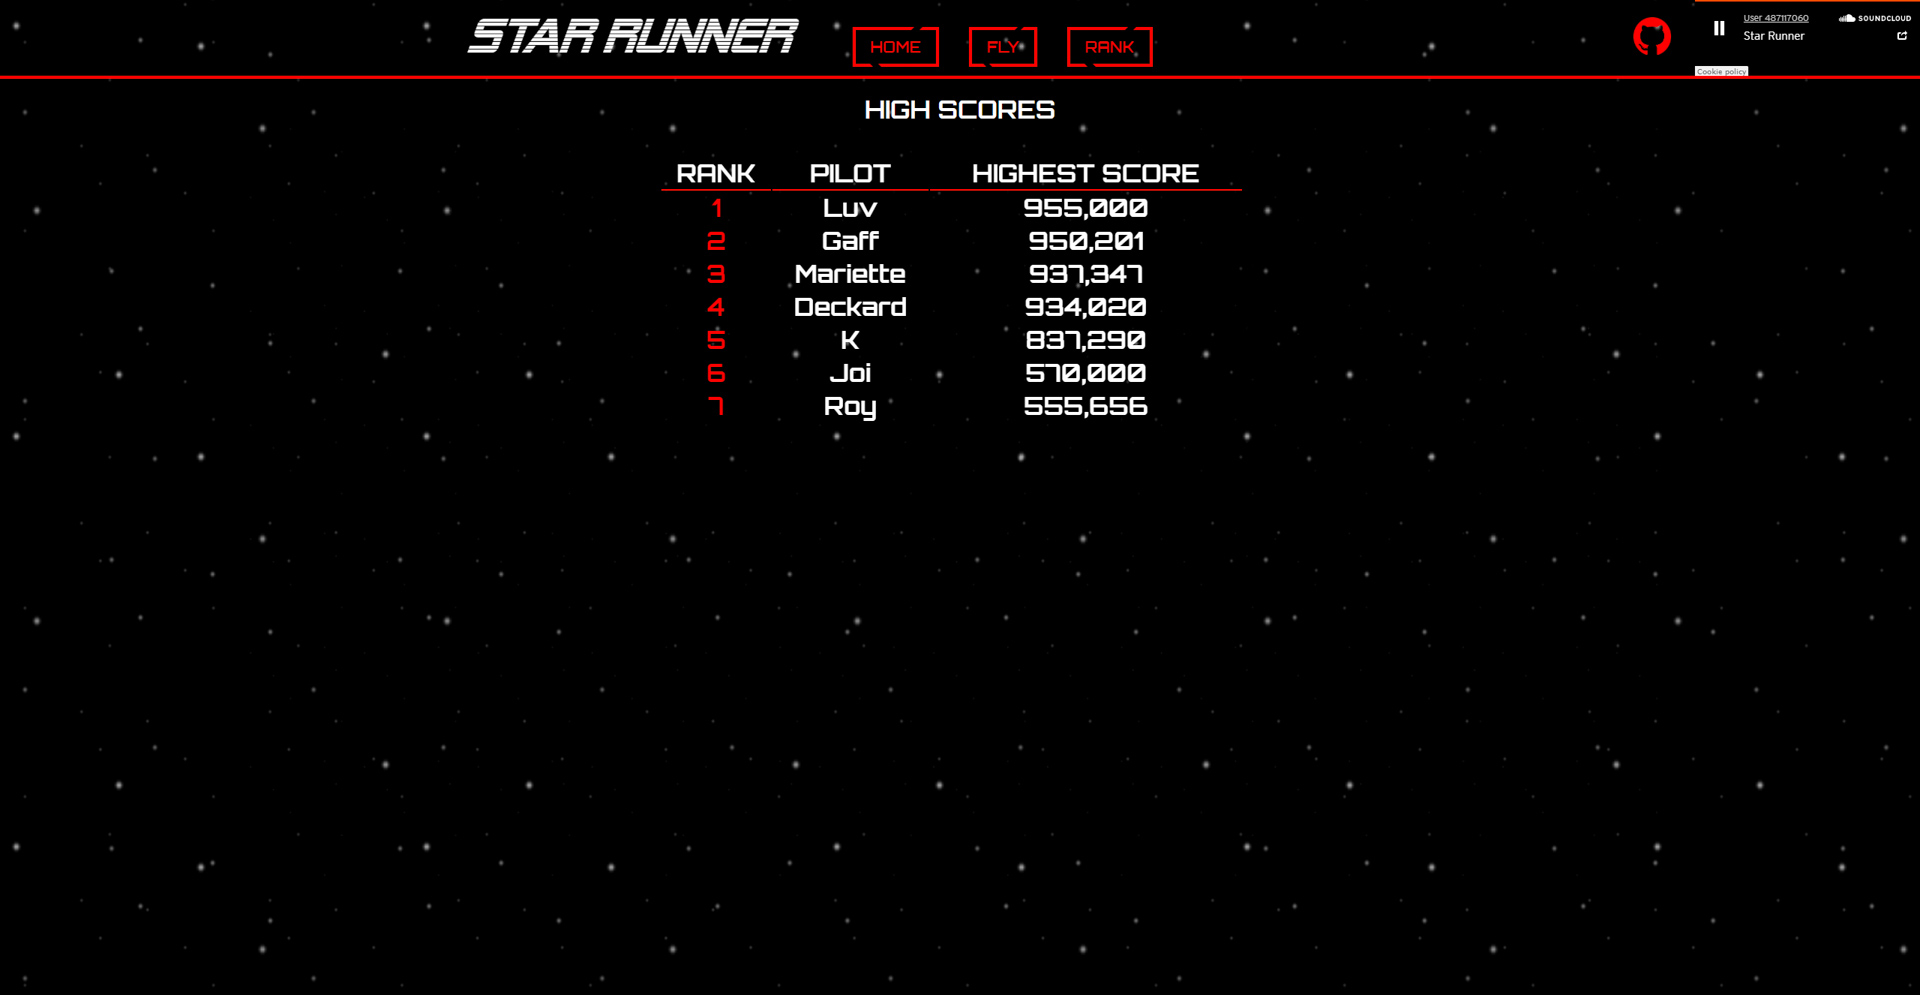 STAR RUNNER
HOME FLY RANK
User 487117060
SOUNDCLOUD
Star Runner
Cookie policy
HIGH SCORES
RANK PILOT HIGHEST SCORE
1 Luv 955,000
2 Gaff 950,201
3 Mariette 937,347
4 Deckard 934,020
5 K 837,290
6 Joi 570,000
7 Roy 555,656